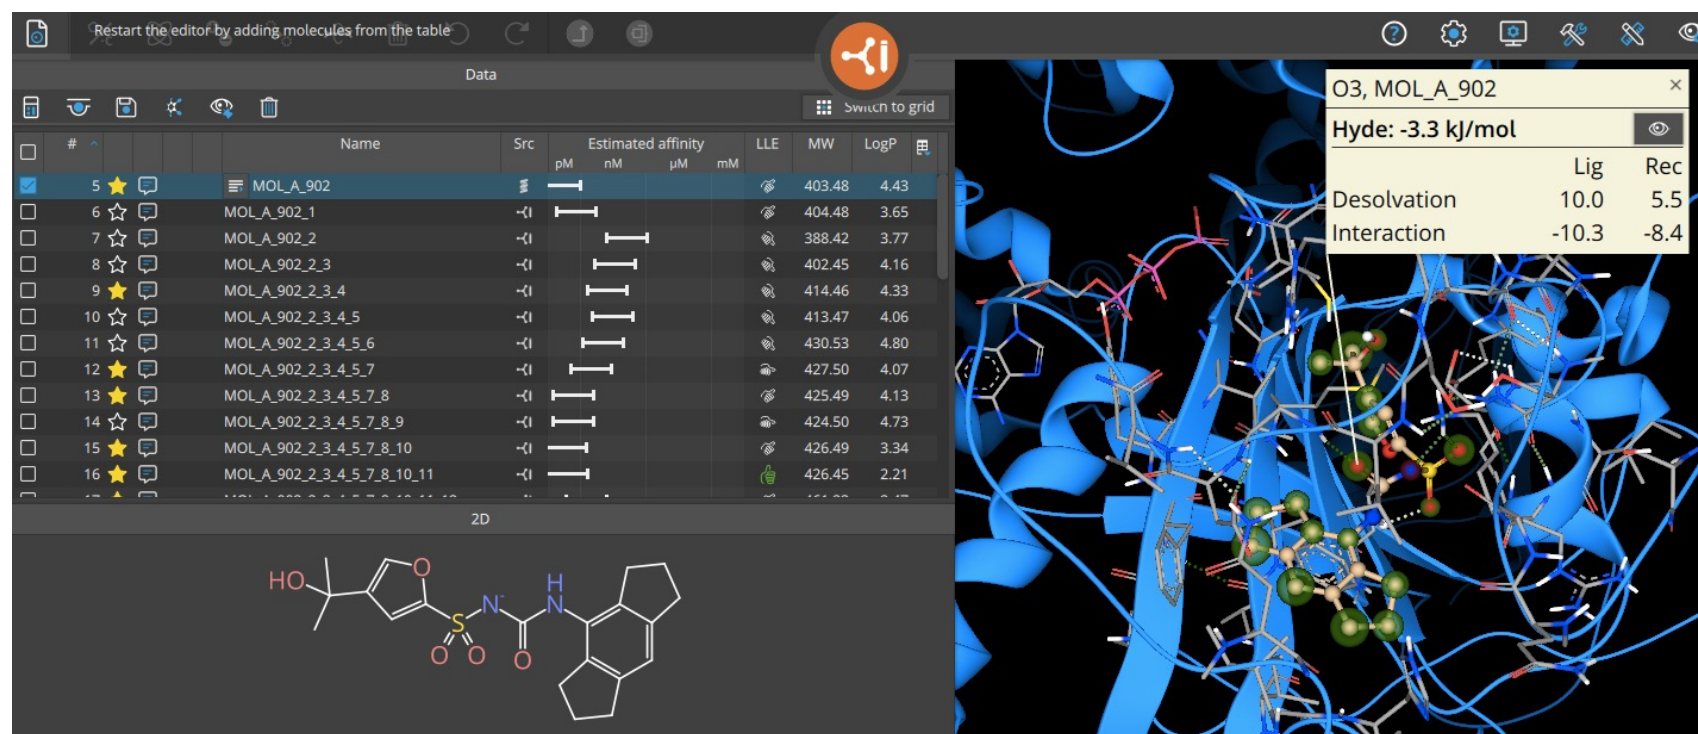 Restart the editor by adding molecules from the table
Data
Switch to grid
# Name Src Estimated affinity LLE MW LogP
pM nM µM mM
5 MOL_A_902 403.48 4.43
6 MOL_A_902_1 404.48 3.65
7 MOL_A_902_2 388.42 3.77
8 MOL_A_902_2_3 402.45 4.16
9 MOL_A_902_2_3_4 414.46 4.33
10 MOL_A_902_2_3_4_5 413.47 4.06
11 MOL_A_902_2_3_4_5_6 430.53 4.80
12 MOL_A_902_2_3_4_5_7 427.50 4.07
13 MOL_A_902_2_3_4_5_7_8 425.49 4.13
14 MOL_A_902_2_3_4_5_7_8_9 424.50 4.73
15 MOL_A_902_2_3_4_5_7_8_10 426.49 3.34
16 MOL_A_902_2_3_4_5_7_8_10_11 426.45 2.21
2D
HO O
H
N
N-
S
O O O
O3, MOL_A_902 ×
Hyde: -3.3 kJ/mol
Lig Rec
Desolvation 10.0 5.5
Interaction -10.3 -8.4